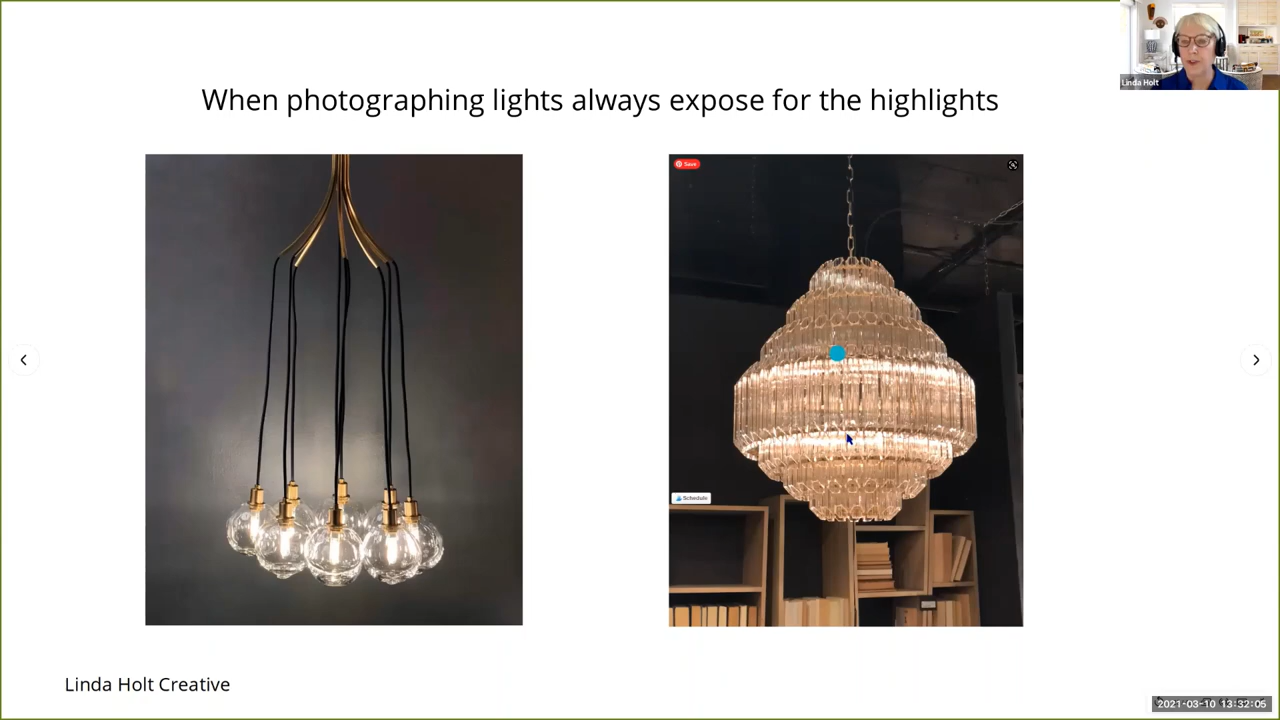 When photographing lights always expose for the highlights
Linda Holt
Save
Schedule
Linda Holt Creative
2021-03-10 13:32:05